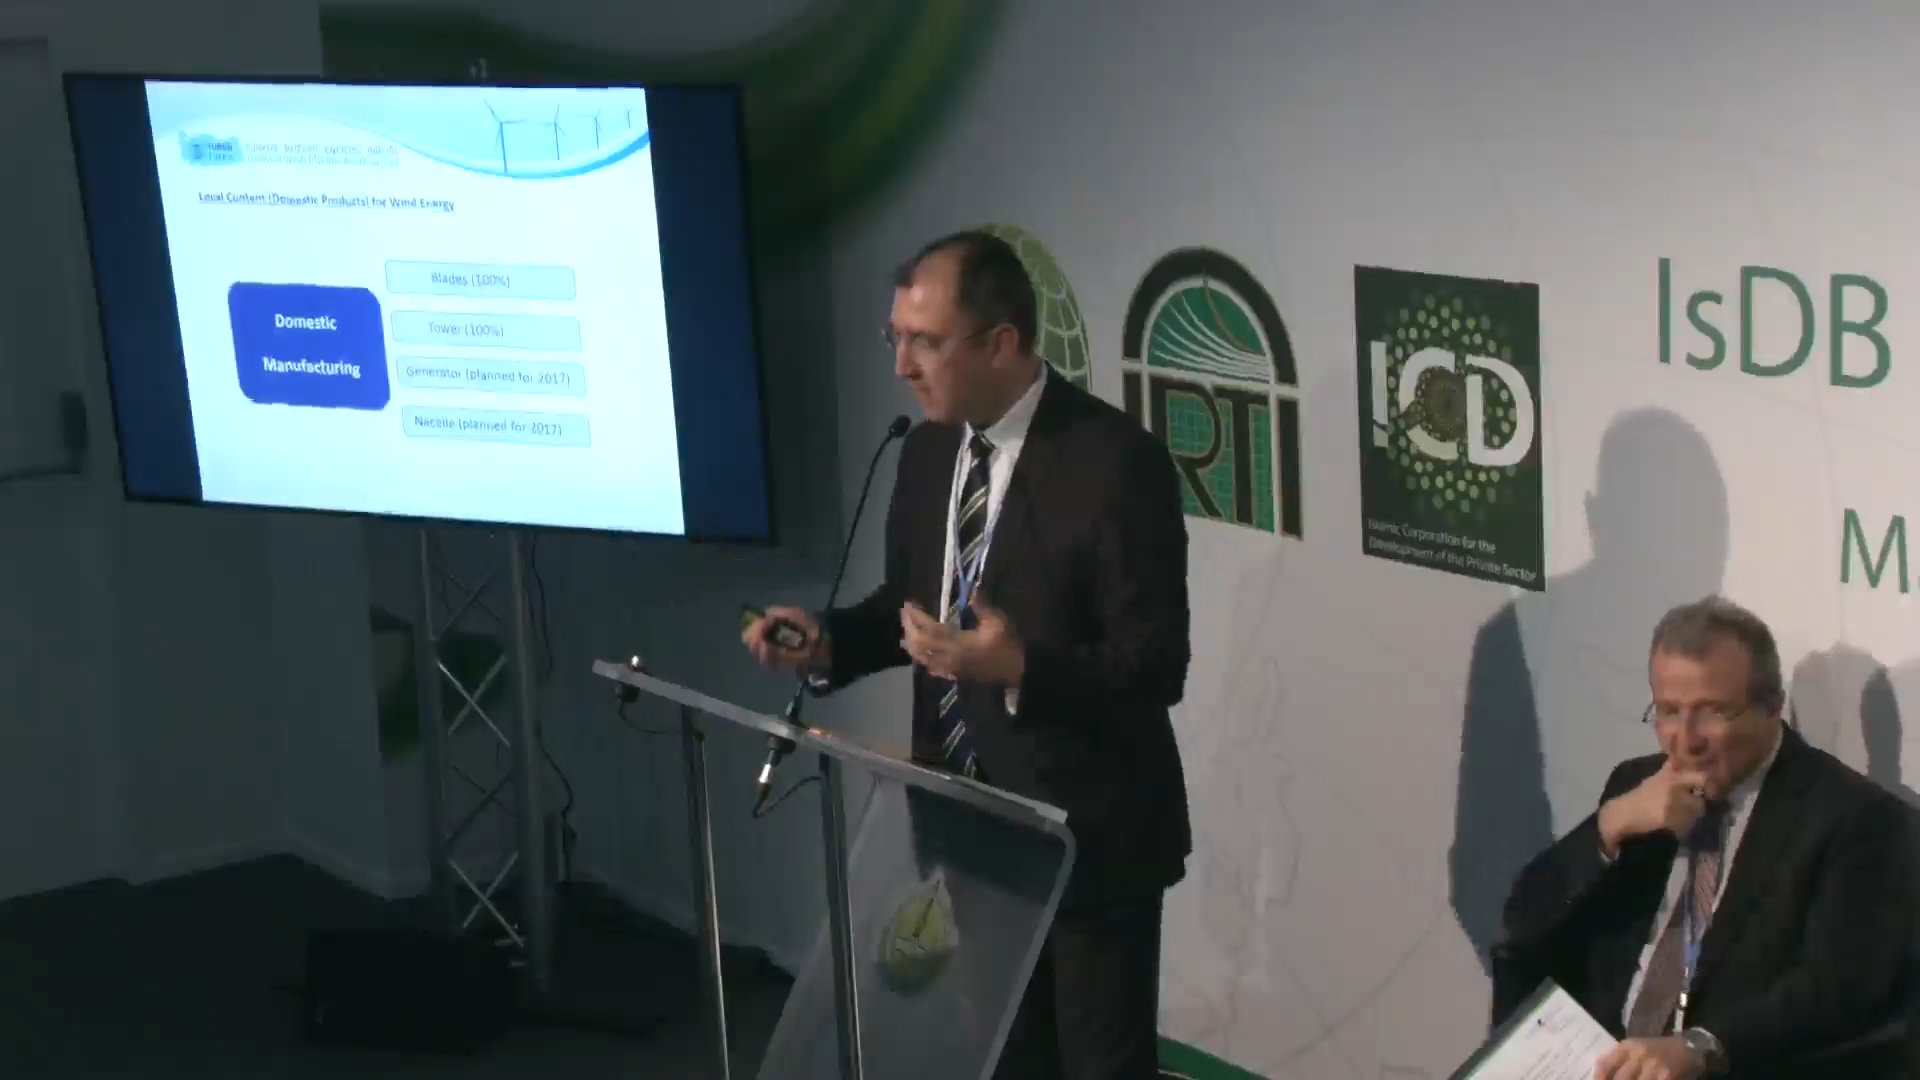 Local Content (Domestic Products) for Wind Energy
Domestic
Manufacturing
Blades (100%)
Tower (100%)
Generator (planned for 2017)
Nacelle (planned for 2017)
IRTI
ICD
Islamic Corporation for the
Development of the Private Sector
IsDB
M